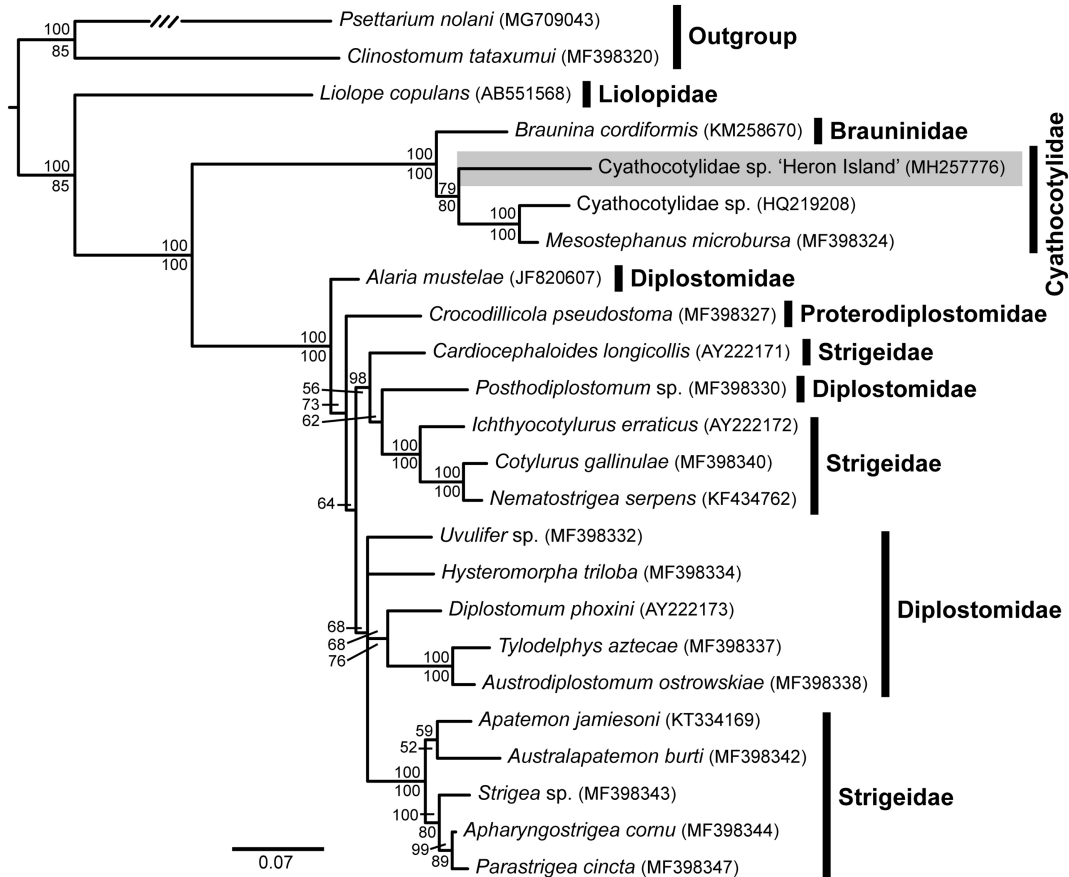 Psettarium nolani (MG709043)
100
85
Outgroup
Clinostomum tataxumui (MF398320)
Liolope copulans (AB551568)
Liolopidae
Braunina cordiformis (KM258670)
Brauninidae
100
100
Cyathocotylidae sp. ‘Heron Island’ (MH257776)
100
85
79
80
Cyathocotylidae sp. (HQ219208)
100
100
Mesostephanus microbursa (MF398324)
Cyathocotylidae
100
100
Alaria mustelae (JF820607)
Diplostomidae
Crocodillicola pseudostoma (MF398327)
Proterodiplostomidae
100
100
Cardiocephaloides longicollis (AY222171)
Strigeidae
98
56
73
62
Posthodiplostomum sp. (MF398330)
Diplostomidae
Ichthyocotylurus erraticus (AY222172)
100
100
Cotylurus gallinulae (MF398340)
Strigeidae
100
100
Nematostrigea serpens (KF434762)
64
Uvulifer sp. (MF398332)
Hysteromorpha triloba (MF398334)
Diplostomum phoxini (AY222173)
Diplostomidae
68
68
76
Tylodelphys aztecae (MF398337)
100
100
Austrodiplostomum ostrowskiae (MF398338)
Apatemon jamiesoni (KT334169)
59
52
Australapatemon burti (MF398342)
100
100
Strigea sp. (MF398343)
Strigeidae
100
80
Apharyngostrigea cornu (MF398344)
99
89
Parastrigea cincta (MF398347)
0.07